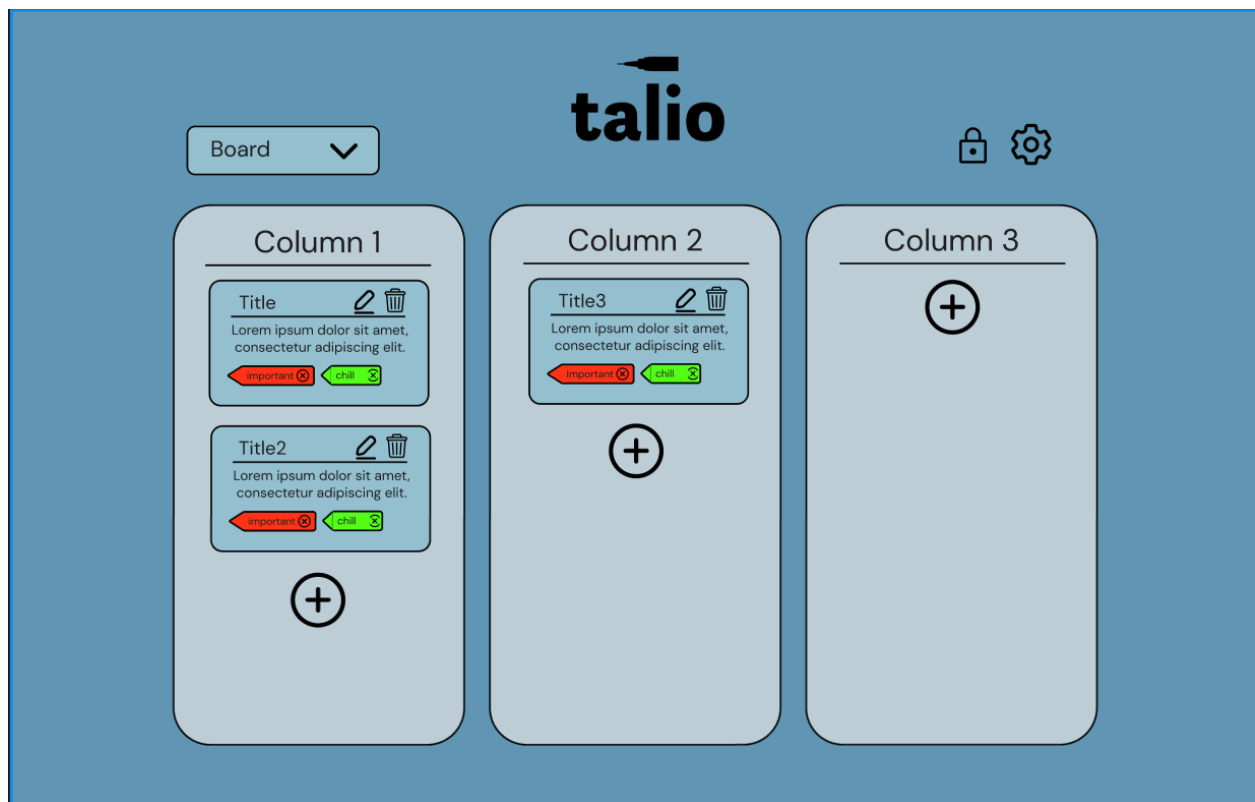 talio
Board
Column 1
Title
Lorem ipsum dolor sit amet,
consectetur adipiscing elit.
important chill
Title2
Lorem ipsum dolor sit amet,
consectetur adipiscing elit.
important chill
Column 2
Title3
Lorem ipsum dolor sit amet,
consectetur adipiscing elit.
important chill
Column 3